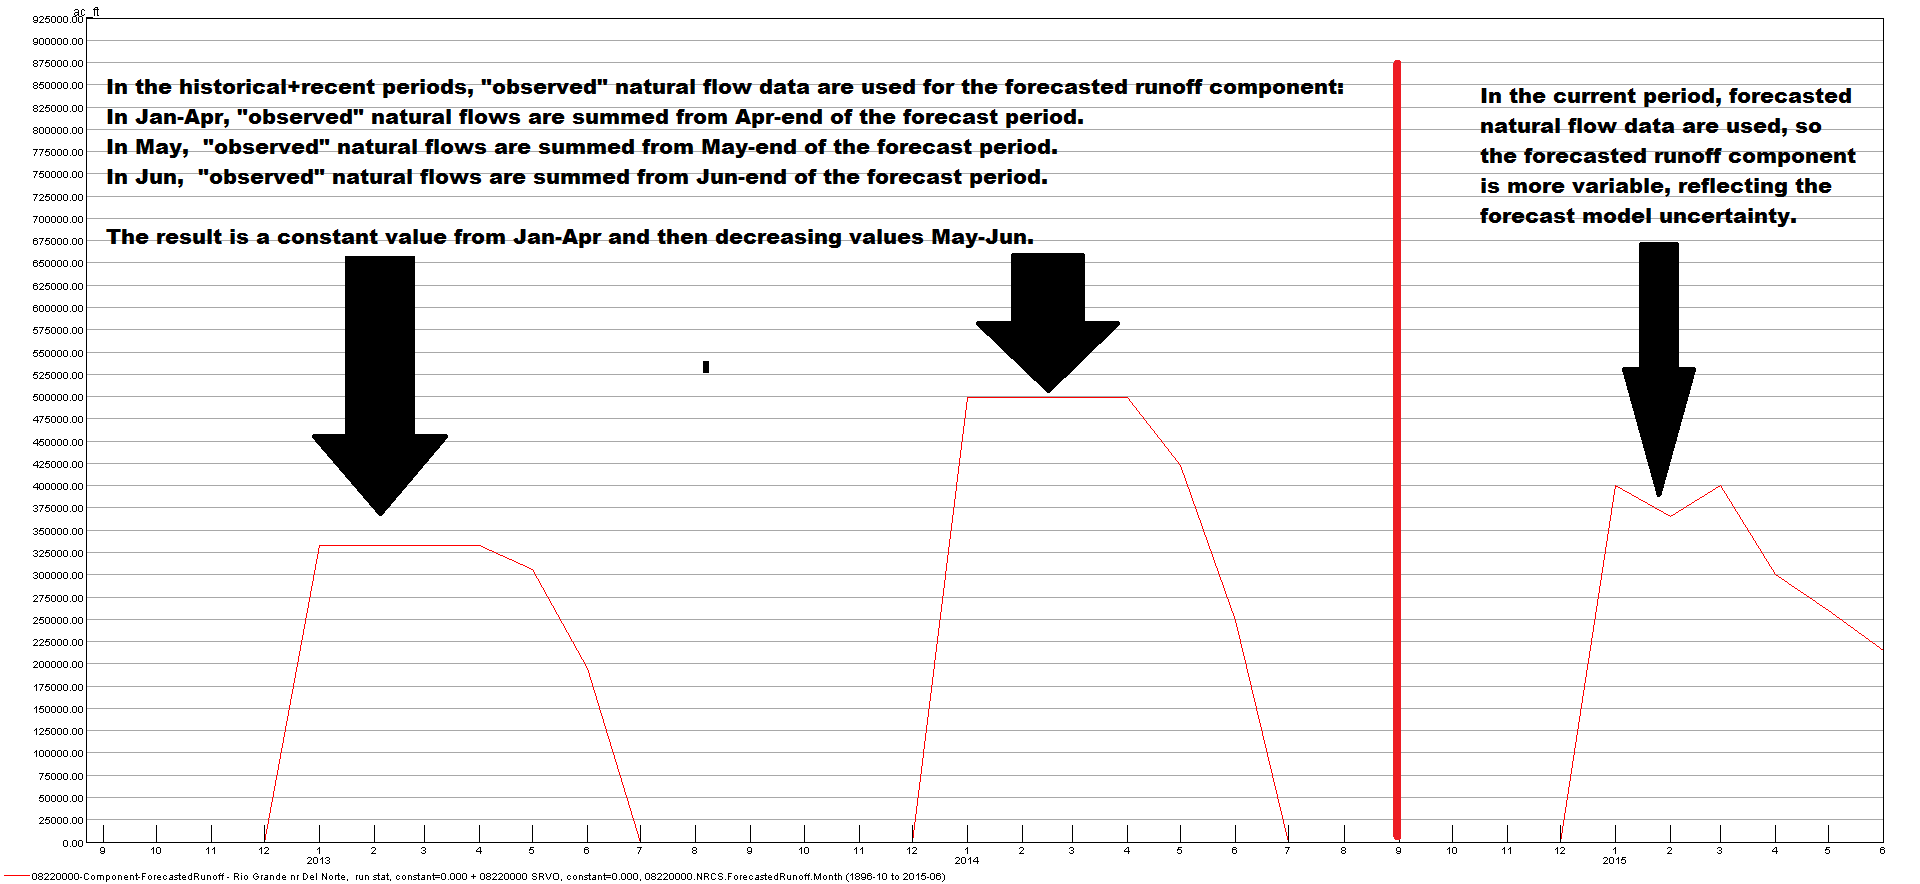 ac_ft
925000.00
900000.00
875000.00
850000.00
825000.00
800000.00
775000.00
750000.00
725000.00
700000.00
675000.00
650000.00
625000.00
600000.00
575000.00
550000.00
525000.00
500000.00
475000.00
450000.00
425000.00
400000.00
375000.00
350000.00
325000.00
300000.00
275000.00
250000.00
225000.00
200000.00
175000.00
150000.00
125000.00
100000.00
75000.00
50000.00
25000.00
0.00
In the historical+recent periods, "observed" natural flow data are used for the forecasted runoff component:
In Jan-Apr, "observed" natural flows are summed from Apr-end of the forecast period.
In May,  "observed" natural flows are summed from May-end of the forecast period.
In Jun,  "observed" natural flows are summed from Jun-end of the forecast period.
The result is a constant value from Jan-Apr and then decreasing values May-Jun.
In the current period, forecasted
natural flow data are used, so
the forecasted runoff component
is more variable, reflecting the
forecast model uncertainty.
9 10 11 12 1 2 3 4 5 6 7 8 9 10 11 12 1 2 3 4 5 6 7 8 9 10 11 12 1 2 3 4 5 6
2013 2014 2015
08220000-Component-ForecastedRunoff - Rio Grande nr Del Norte,  run stat, constant=0.000 + 08220000 SRVO, constant=0.000, 08220000.NRCS.ForecastedRunoff.Month (1896-10 to 2015-06)